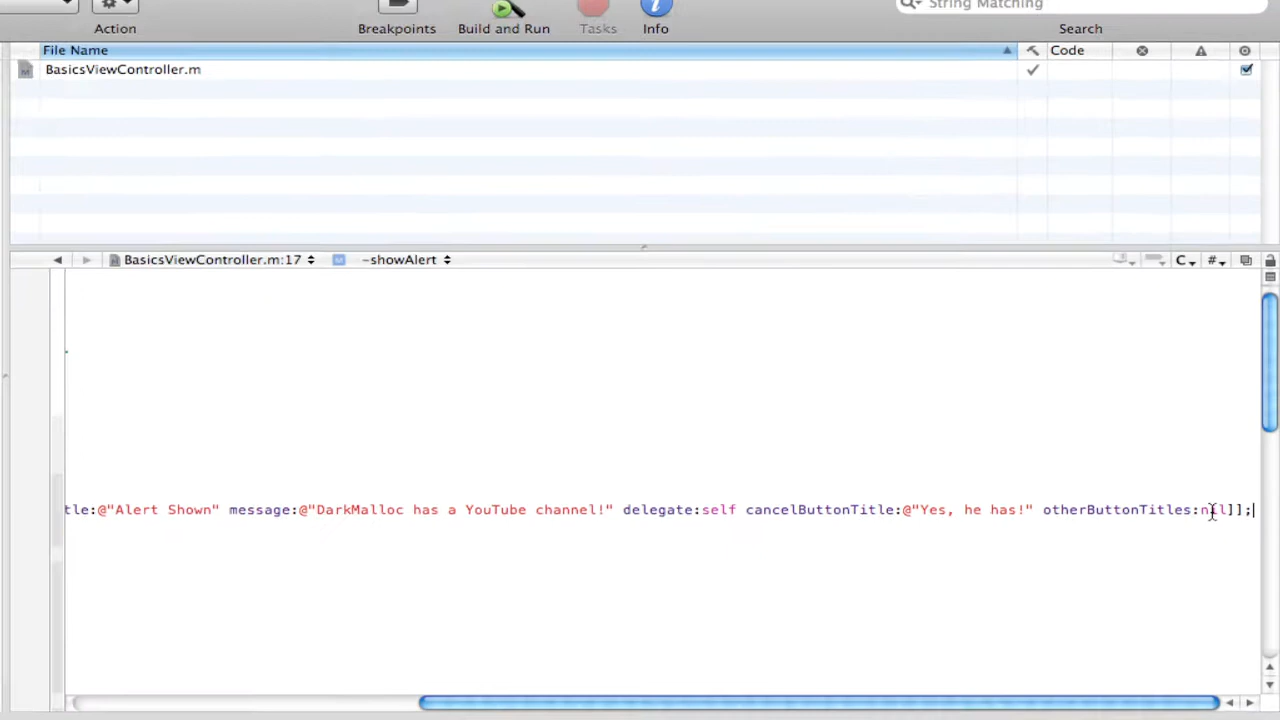 String Matching
Action Breakpoints Build and Run Tasks Info Search
File Name Code
BasicsViewController.m
BasicsViewController.m:17 -showAlert C #
tle:@"Alert Shown" message:@"DarkMalloc has a YouTube channel!" delegate:self cancelButtonTitle:@"Yes, he has!" otherButtonTitles:nil]];